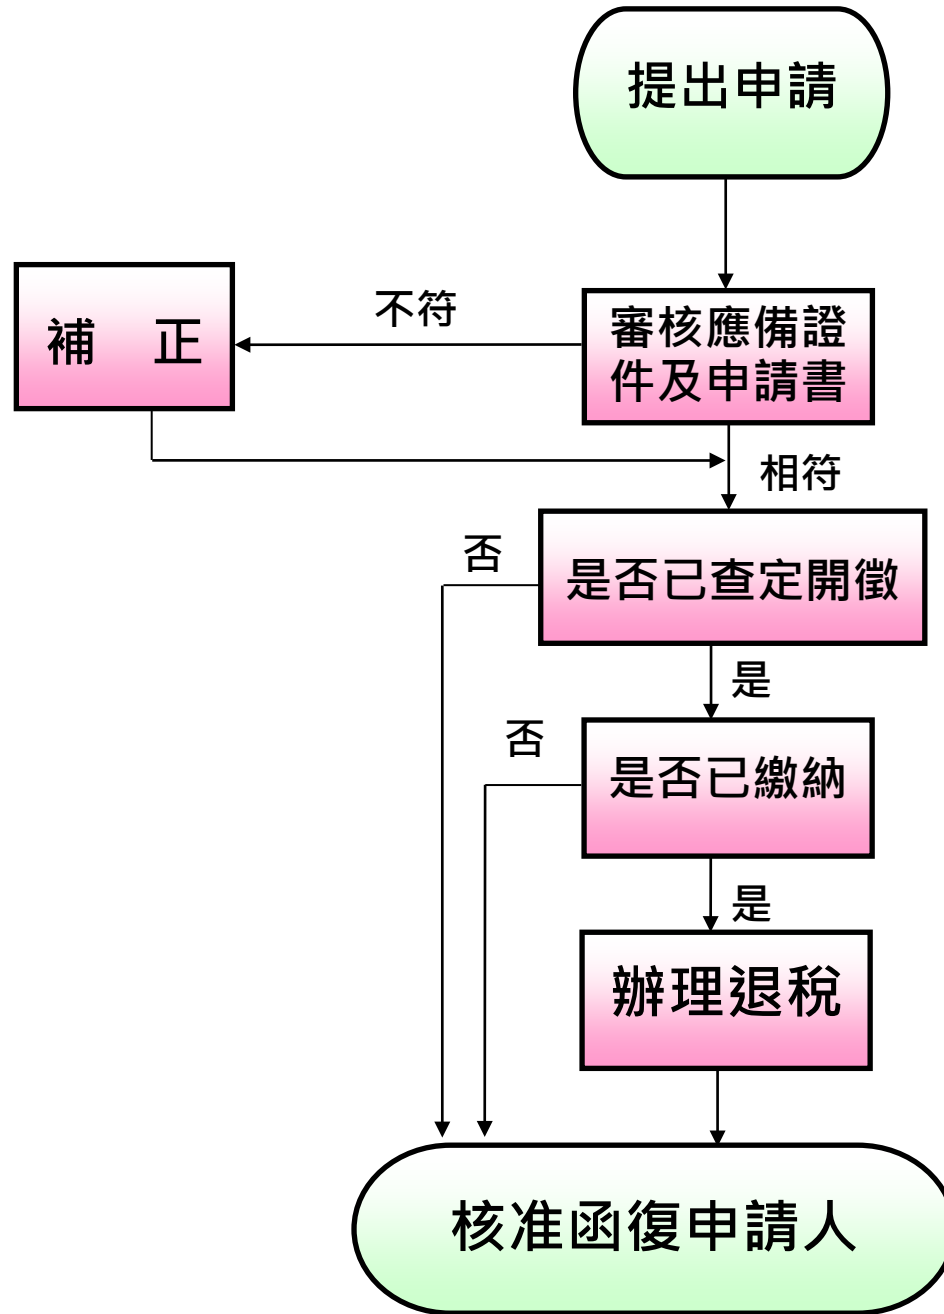 提出申請
不符
審核應備證
件及申請書
補　正
相符
否
是否已查定開徵
是
否
是否已繳納
是
辦理退稅
核准函復申請人